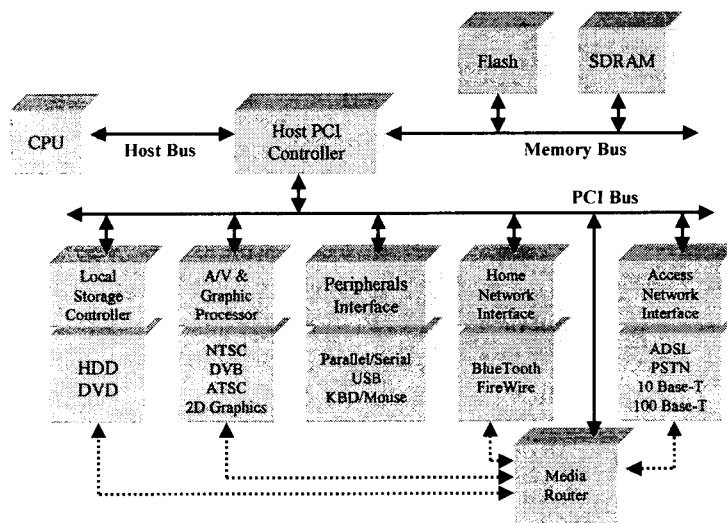 Flash
SDRAM
CPU
Host Bus
Host PCI
Controller
Memory Bus
PCI Bus
Local
Storage
Controller
A/V &
Graphic
Processor
Peripherals
Interface
Home
Network
Interface
Access
Network
Interface
HDD
DVD
NTSC
DVB
ATSC
2D Graphics
Parallel/Serial
USB
KBD/Mouse
BlueTooth
FireWire
ADSL
PSTN
10 Base-T
100 Base-T
Media
Router